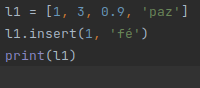 l1 = [1, 3, 0.9, 'paz']
l1.insert(1, 'fé')
print(l1)